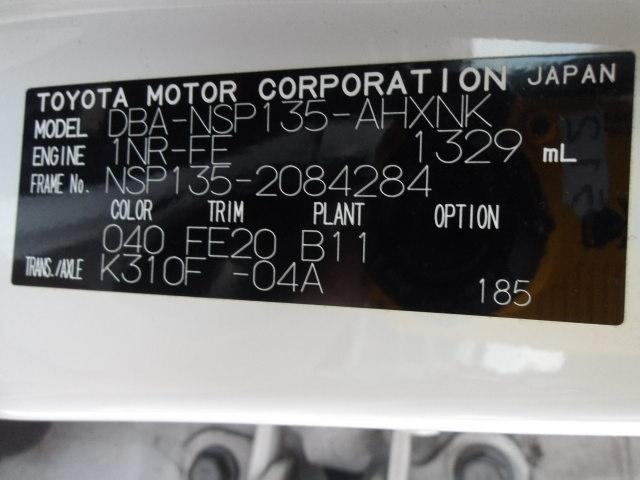 TOYOTA MOTOR CORPORATION JAPAN
MODEL DBA-NSP135-AHXNK
ENGINE 1NR-FE 1329 mL
FRAME No. NSP135-2084284
COLOR TRIM PLANT OPTION
040 FE20 B11
TRANS./AXLE K310F -04A
185